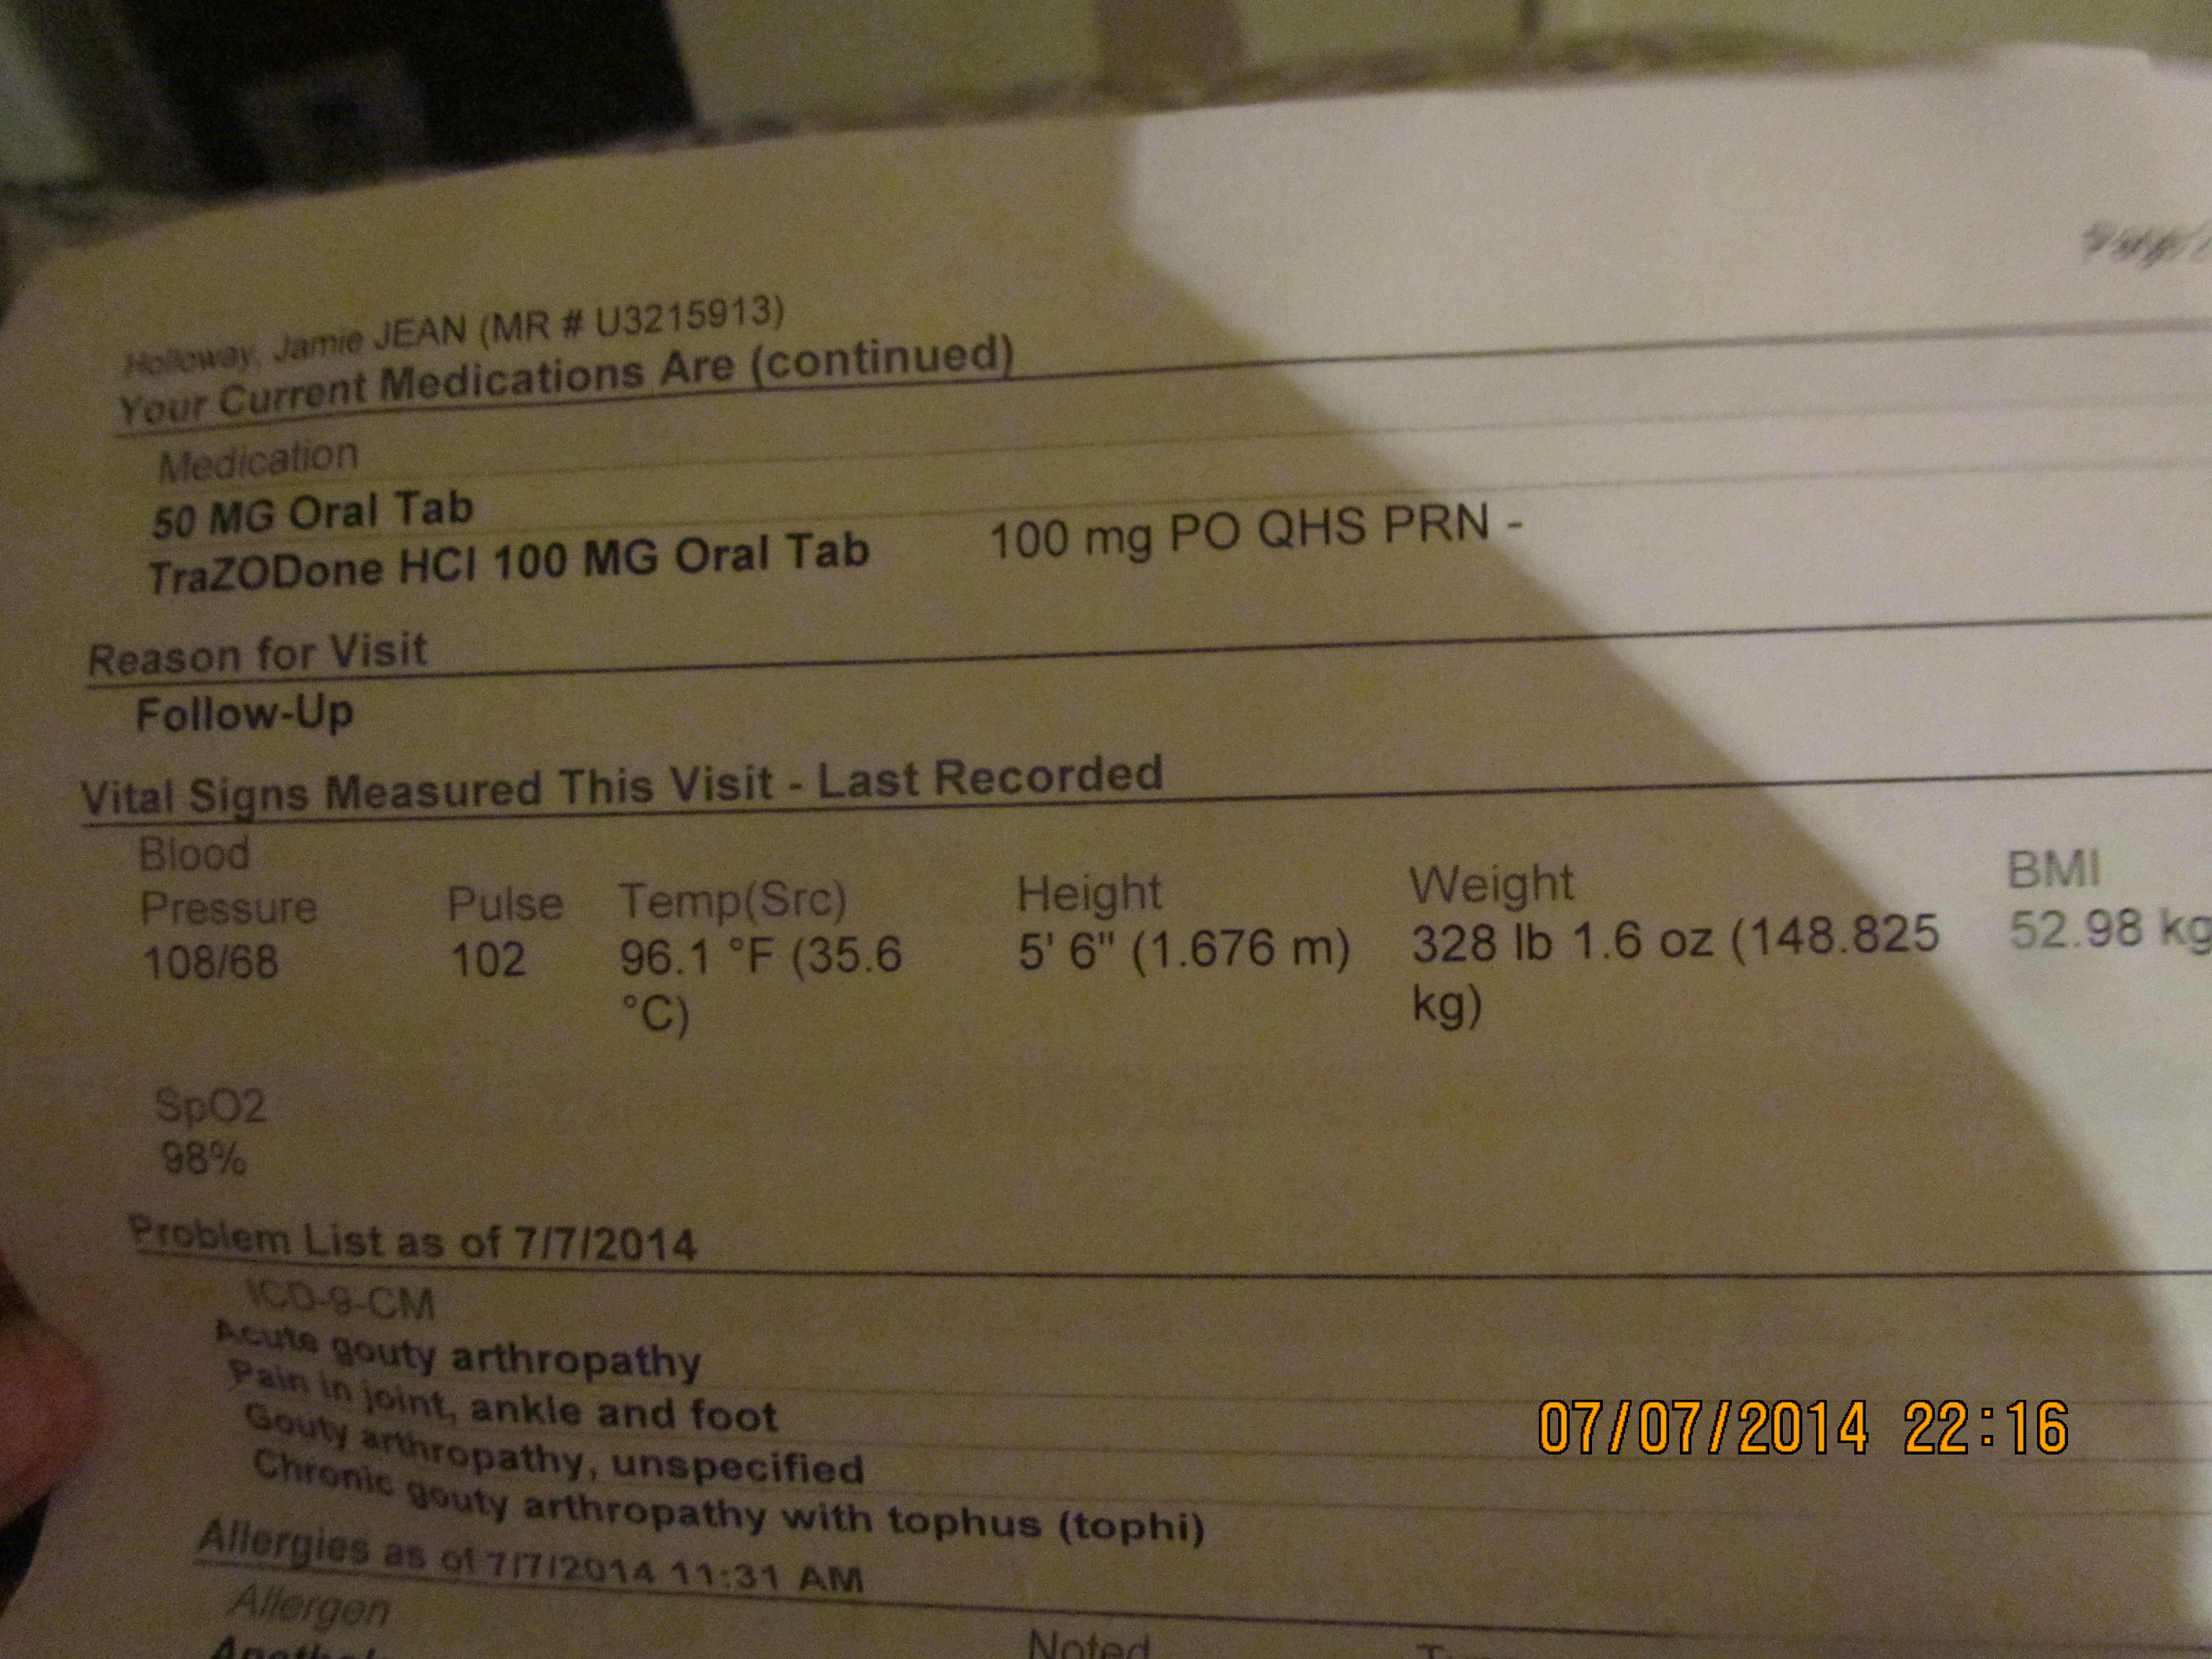 Holloway, Jamie JEAN (MR # U3215913)
Your Current Medications Are (continued)
Medication
50 MG Oral Tab
TraZODone HCl 100 MG Oral Tab 100 mg PO QHS PRN -
Reason for Visit
Follow-Up
Vital Signs Measured This Visit - Last Recorded
Blood
Pressure Pulse Temp(Src) Height Weight BMI
108/68 102 96.1 °F (35.6 5' 6" (1.676 m) 328 lb 1.6 oz (148.825 52.98 kg
°C) kg)
SpO2
98%
Problem List as of 7/7/2014
ICD-9-CM
Acute gouty arthropathy
Pain in joint, ankle and foot
Gouty arthropathy, unspecified
Chronic gouty arthropathy with tophus (tophi)
Allergies as of 7/7/2014 11:31 AM
Allergen Noted
07/07/2014 22:16